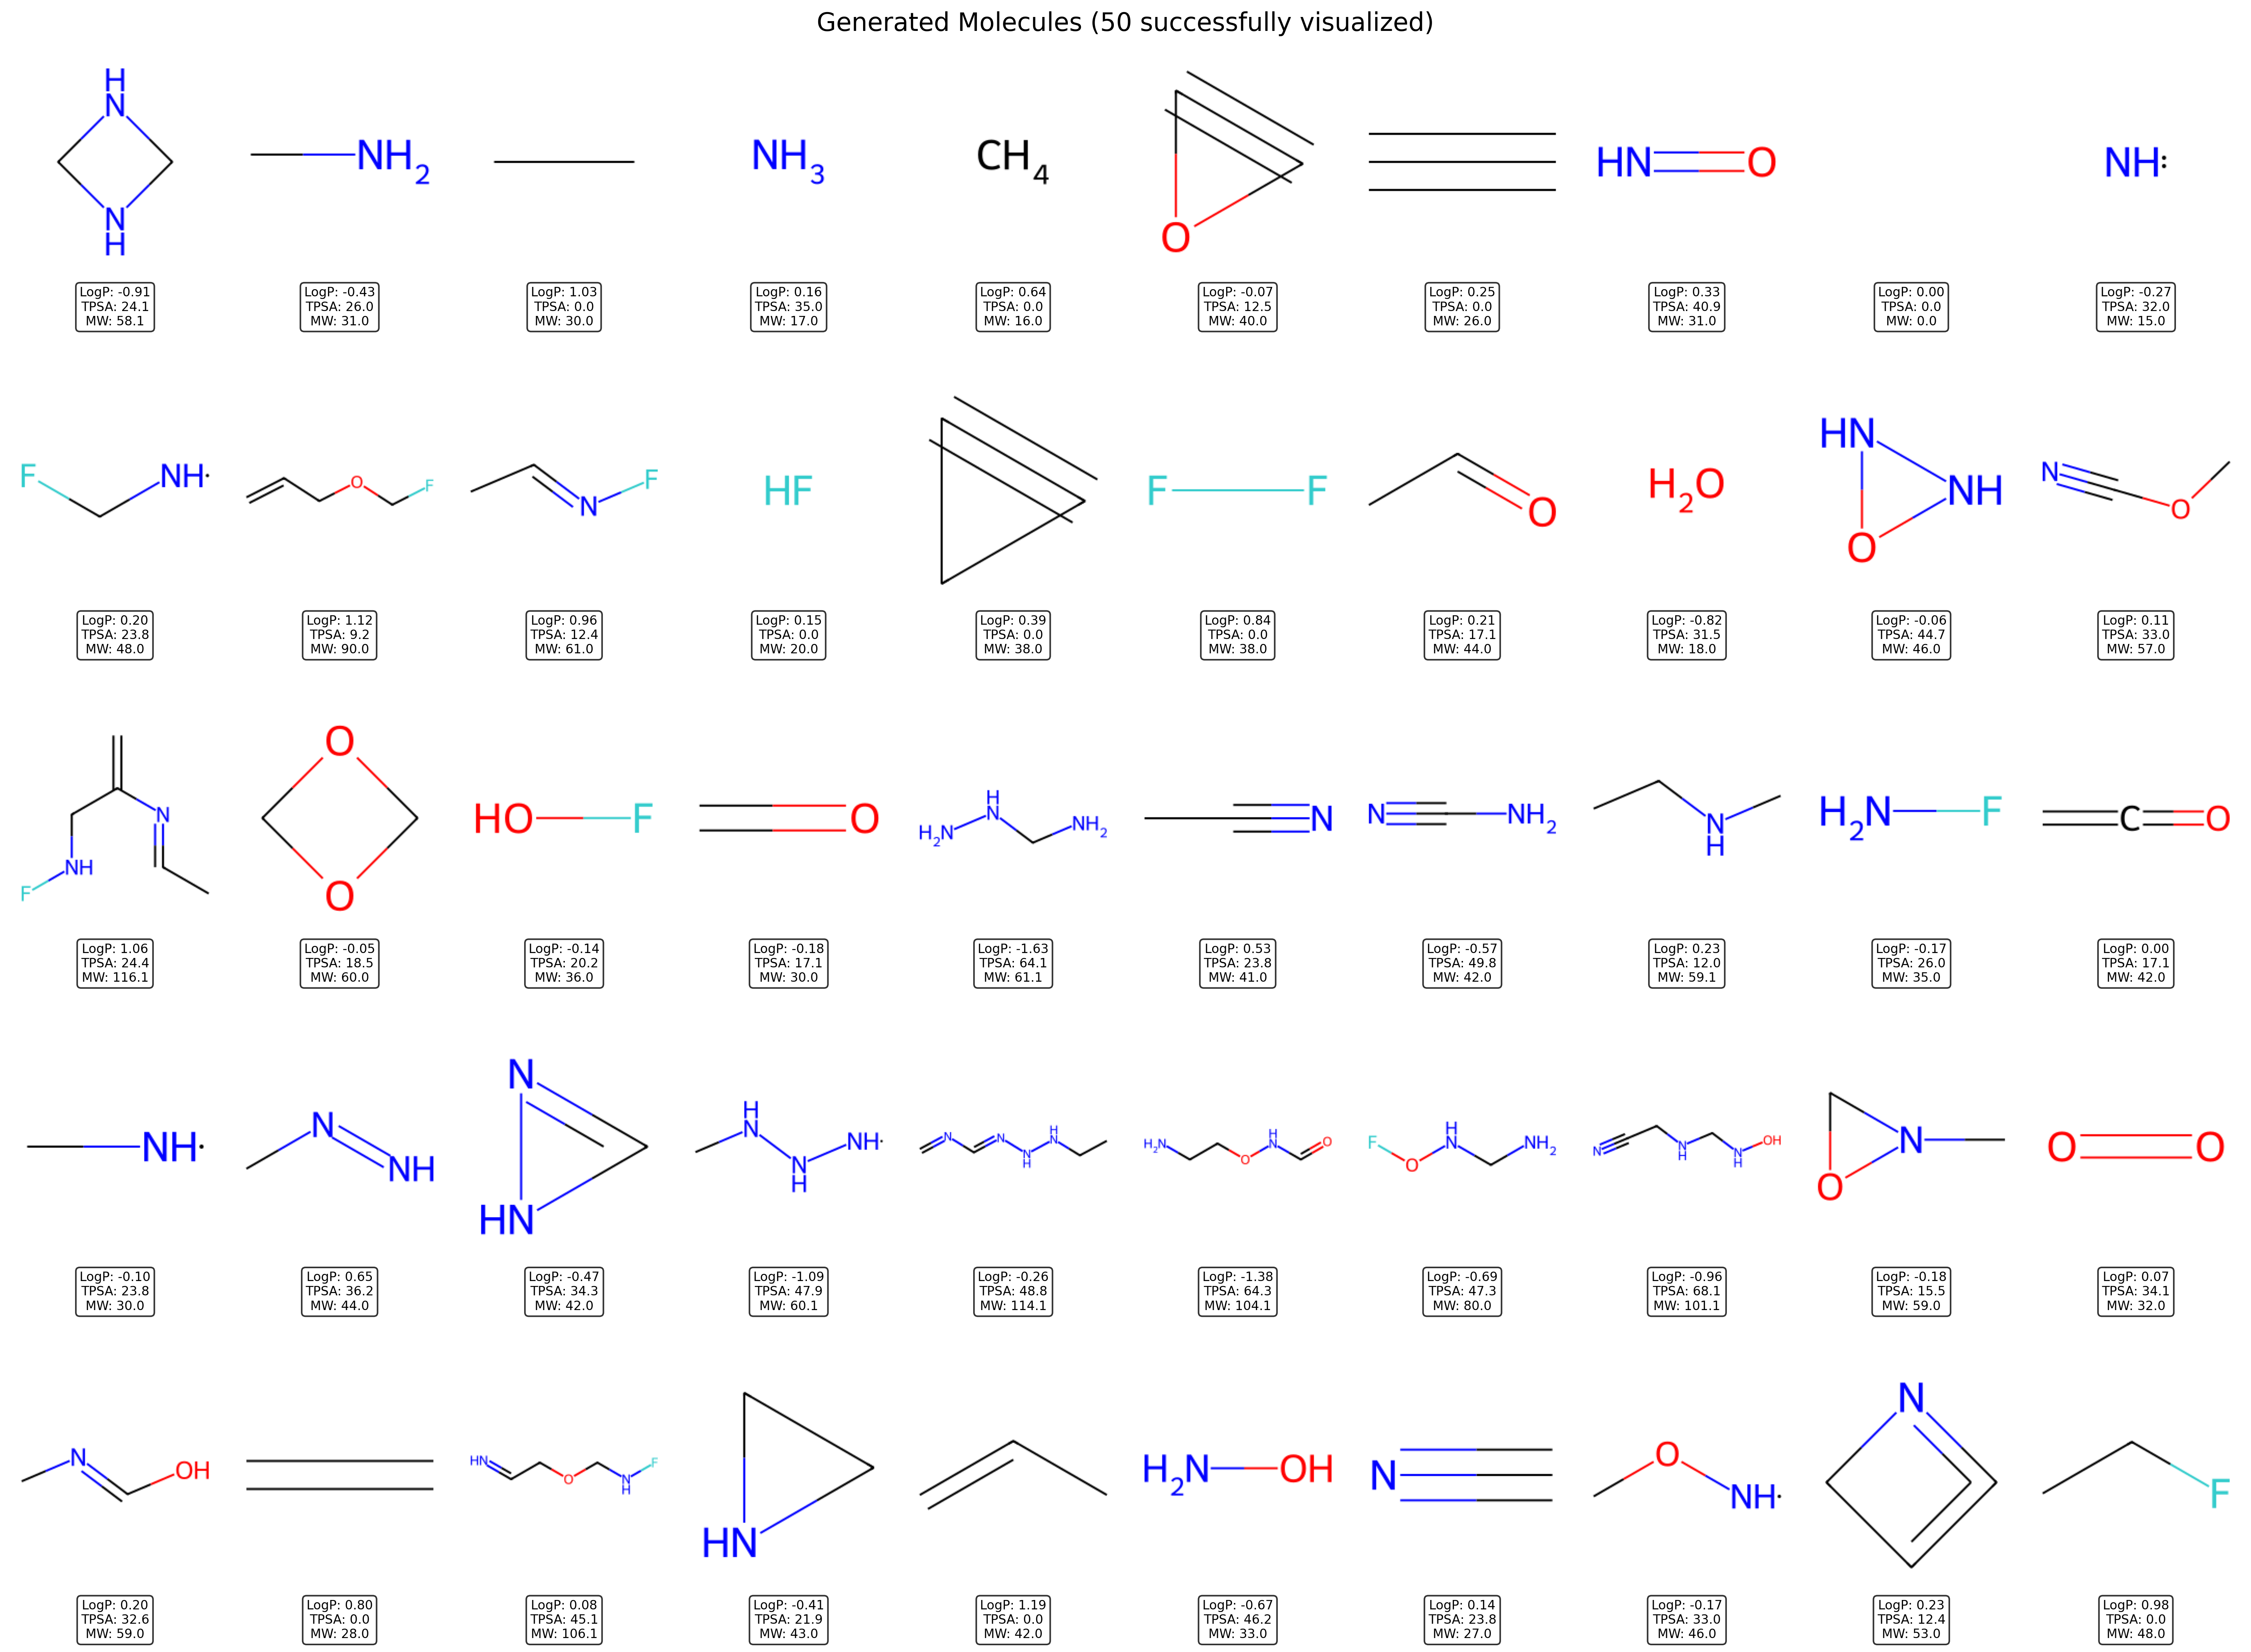 Generated Molecules (50 successfully visualized)
H
N
N
H
NH2
NH3
CH4
O
HN O
NH:
LogP: -0.91
TPSA: 24.1
MW: 58.1
LogP: -0.43
TPSA: 26.0
MW: 31.0
LogP: 1.03
TPSA: 0.0
MW: 30.0
LogP: 0.16
TPSA: 35.0
MW: 17.0
LogP: 0.64
TPSA: 0.0
MW: 16.0
LogP: -0.07
TPSA: 12.5
MW: 40.0
LogP: 0.25
TPSA: 0.0
MW: 26.0
LogP: 0.33
TPSA: 40.9
MW: 31.0
LogP: 0.00
TPSA: 0.0
MW: 0.0
LogP: -0.27
TPSA: 32.0
MW: 15.0
F NH·
O F
N F
HF
F F
O
H2O
HN NH
O
N O
LogP: 0.20
TPSA: 23.8
MW: 48.0
LogP: 1.12
TPSA: 9.2
MW: 90.0
LogP: 0.96
TPSA: 12.4
MW: 61.0
LogP: 0.15
TPSA: 0.0
MW: 20.0
LogP: 0.39
TPSA: 0.0
MW: 38.0
LogP: 0.84
TPSA: 0.0
MW: 38.0
LogP: 0.21
TPSA: 17.1
MW: 44.0
LogP: -0.82
TPSA: 31.5
MW: 18.0
LogP: -0.06
TPSA: 44.7
MW: 46.0
LogP: 0.11
TPSA: 33.0
MW: 57.0
N
NH
F
O
O
HO F
O
H
N
H2N NH2
N
N NH2
N
H
H2N F
C O
LogP: 1.06
TPSA: 24.4
MW: 116.1
LogP: -0.05
TPSA: 18.5
MW: 60.0
LogP: -0.14
TPSA: 20.2
MW: 36.0
LogP: -0.18
TPSA: 17.1
MW: 30.0
LogP: -1.63
TPSA: 64.1
MW: 61.1
LogP: 0.53
TPSA: 23.8
MW: 41.0
LogP: -0.57
TPSA: 49.8
MW: 42.0
LogP: 0.23
TPSA: 12.0
MW: 59.1
LogP: -0.17
TPSA: 26.0
MW: 35.0
LogP: 0.00
TPSA: 17.1
MW: 42.0
NH·
N
NH
N
HN
H
N NH·
N
H
N N H
N
N
H
H2N O H
N O
F O H
N NH2
N N
H N
H OH
N
O
O O
LogP: -0.10
TPSA: 23.8
MW: 30.0
LogP: 0.65
TPSA: 36.2
MW: 44.0
LogP: -0.47
TPSA: 34.3
MW: 42.0
LogP: -1.09
TPSA: 47.9
MW: 60.1
LogP: -0.26
TPSA: 48.8
MW: 114.1
LogP: -1.38
TPSA: 64.3
MW: 104.1
LogP: -0.69
TPSA: 47.3
MW: 80.0
LogP: -0.96
TPSA: 68.1
MW: 101.1
LogP: -0.18
TPSA: 15.5
MW: 59.0
LogP: 0.07
TPSA: 34.1
MW: 32.0
N OH
HN O N
H F
HN
H2N OH
N
O
NH·
N
F
LogP: 0.20
TPSA: 32.6
MW: 59.0
LogP: 0.80
TPSA: 0.0
MW: 28.0
LogP: 0.08
TPSA: 45.1
MW: 106.1
LogP: -0.41
TPSA: 21.9
MW: 43.0
LogP: 1.19
TPSA: 0.0
MW: 42.0
LogP: -0.67
TPSA: 46.2
MW: 33.0
LogP: 0.14
TPSA: 23.8
MW: 27.0
LogP: -0.17
TPSA: 33.0
MW: 46.0
LogP: 0.23
TPSA: 12.4
MW: 53.0
LogP: 0.98
TPSA: 0.0
MW: 48.0